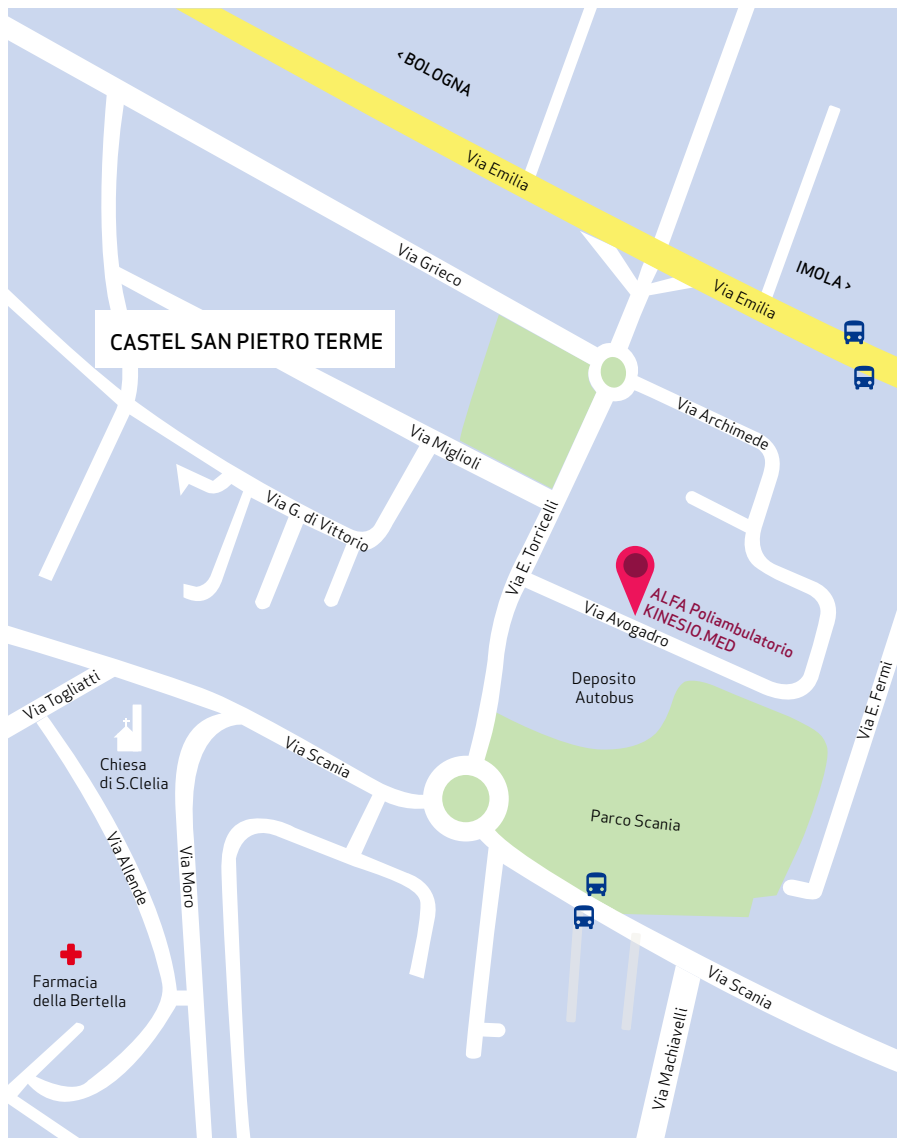 ‹BOLOGNA
Via Emilia
IMOLA›
Via Emilia
Via Grieco
CASTEL SAN PIETRO TERME
Via Archimede
Via Miglioli
Via G. di Vittorio
Via E. Torricelli
ALFA Poliambulatorio
KINESIO.MED
Via Avogadro
Deposito
Autobus
Via E. Fermi
Via Togliatti
Chiesa
di S.Clelia
Via Scania
Parco Scania
Via Allende
Via Moro
Farmacia
della Bertella
Via Scania
Via Machiavelli